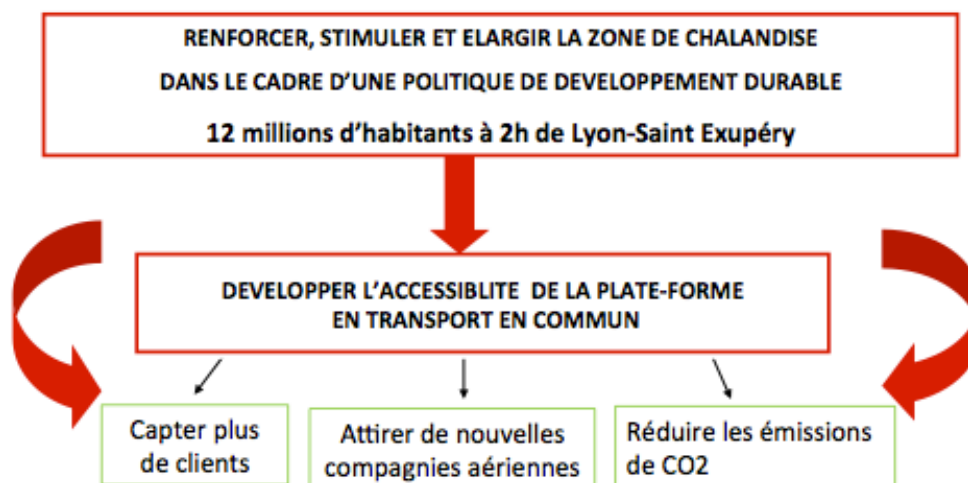 RENFORCER, STIMULER ET ELARGIR LA ZONE DE CHALANDISE
DANS LE CADRE D'UNE POLITIQUE DE DEVELOPPEMENT DURABLE
12 millions d'habitants à 2h de Lyon-Saint Exupéry
DEVELOPPER L'ACCESSIBLITE DE LA PLATE-FORME
EN TRANSPORT EN COMMUN
Capter plus
de clients
Attirer de nouvelles
compagnies aériennes
Réduire les émissions
de CO2